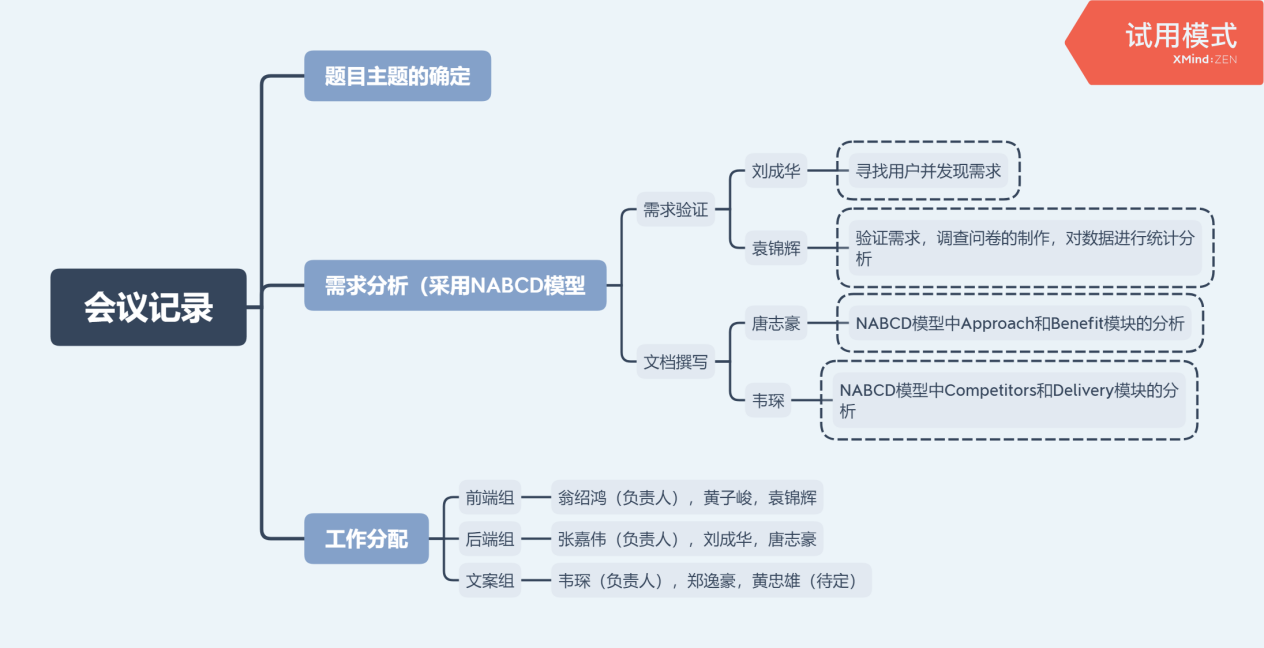 试用模式
XMind:ZEN
会议记录
题目主题的确定
需求分析（采用NABCD模型
需求验证
刘成华
寻找用户并发现需求
袁锦辉
验证需求，调查问卷的制作，对数据进行统计分
析
文档撰写
唐志豪
NABCD模型中Approach和Benefit模块的分析
韦琛
NABCD模型中Competitors和Delivery模块的分
析
工作分配
前端组
翁绍鸿（负责人），黄子峻，袁锦辉
后端组
张嘉伟（负责人），刘成华，唐志豪
文案组
韦琛（负责人），郑逸豪，黄忠雄（待定）